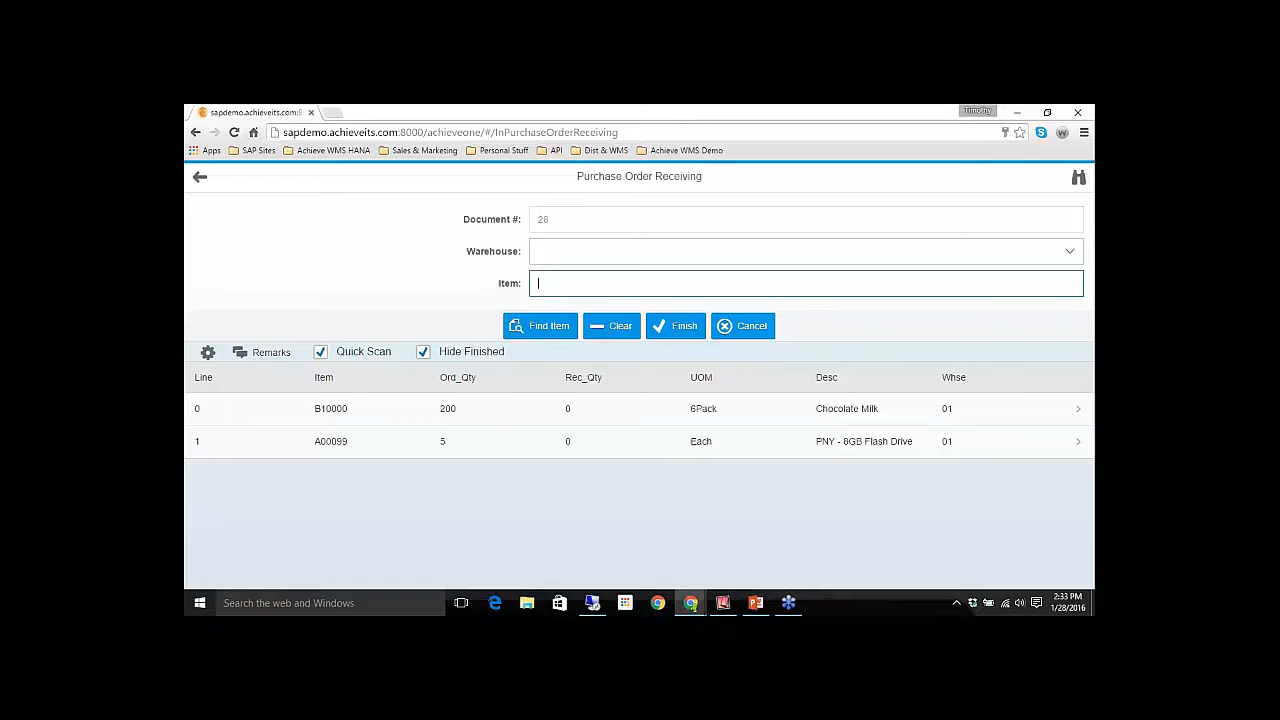 sapdemo.achieveits.com:8
Timothy
sapdemo.achieveits.com:8000/achieveone/#/InPurchaseOrderReceiving
Apps SAP Sites Achieve WMS HANA Sales & Marketing Personal Stuff API Dist & WMS Achieve WMS Demo
Purchase Order Receiving
Document #: 26
Warehouse:
Item:
Find Item Clear Finish Cancel
Remarks Quick Scan Hide Finished
Line Item Ord_Qty Rec_Qty UOM Desc Whse
0 B10000 200 0 6Pack Chocolate Milk 01
1 A00099 5 0 Each PNY - 8GB Flash Drive 01
Search the web and Windows
2:33 PM
1/28/2016